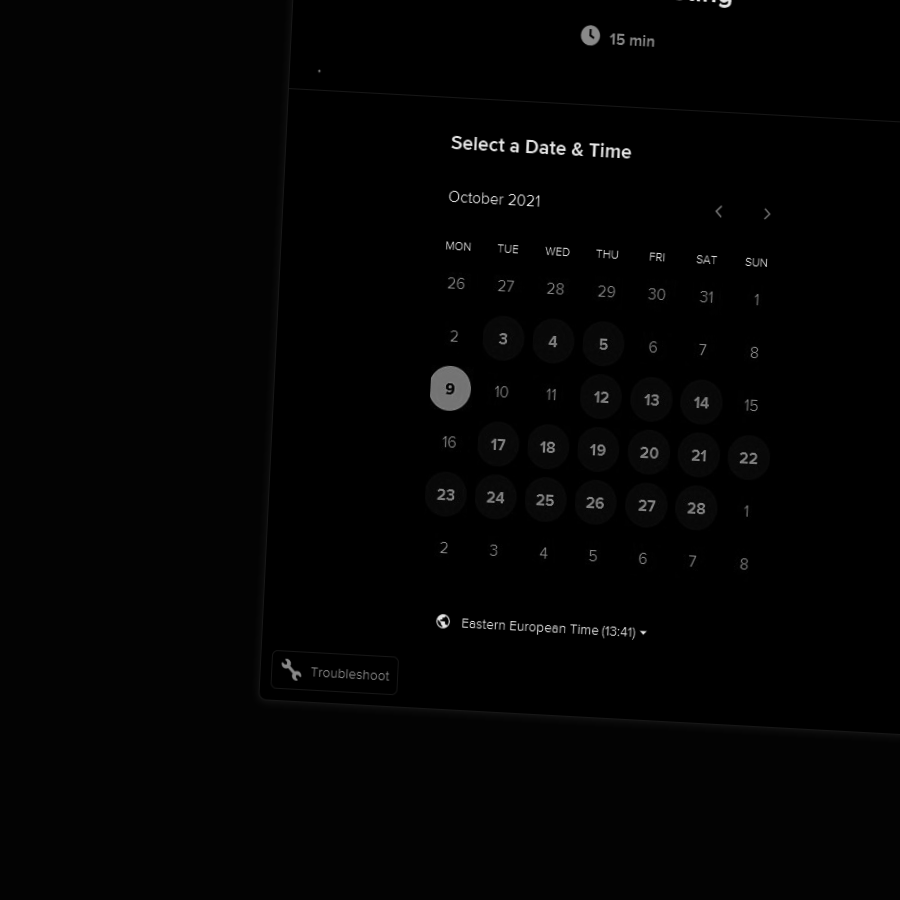 15 min
Select a Date & Time
October 2021
MON TUE WED THU FRI SAT SUN
26 27 28 29 30 31 1
2 3 4 5 6 7 8
9 10 11 12 13 14 15
16 17 18 19 20 21 22
23 24 25 26 27 28 1
2 3 4 5 6 7 8
Eastern European Time (13:41)
Troubleshoot